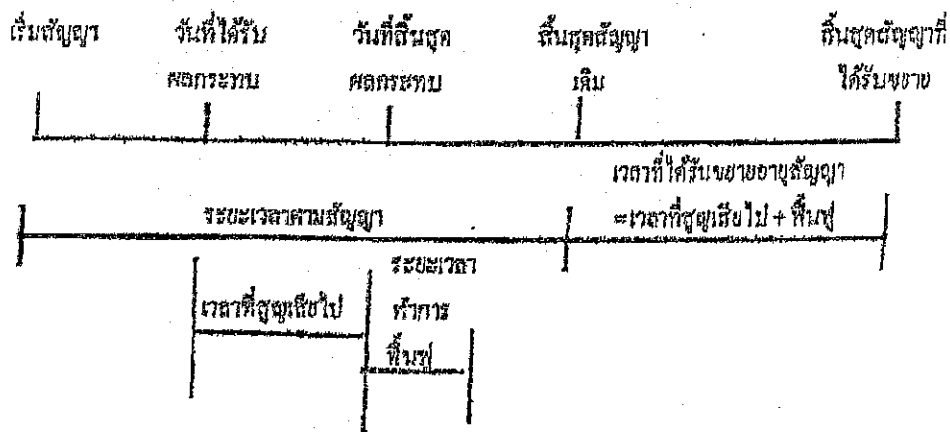 เริ่มสัญญา วันที่ได้รับ วันที่สิ้นสุด สิ้นสุดสัญญา สิ้นสุดสัญญาที่
ผลกระทบ ผลกระทบ เดิม ได้รับขยาย
เวลาที่ได้รับขยายอายุสัญญา
ระยะเวลาตามสัญญา =เวลาที่สูญเสียไป + ฟื้นฟู
ระยะเวลา
เวลาที่สูญเสียไป ทำการ
ฟื้นฟู